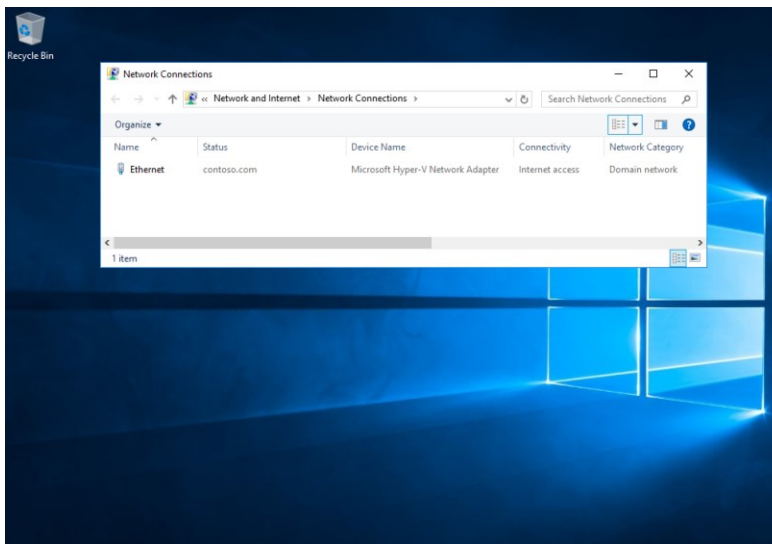 Recycle Bin
Network Connections
« Network and Internet > Network Connections >
Search Network Connections
Organize
Name Status Device Name Connectivity Network Category
Ethernet contoso.com Microsoft Hyper-V Network Adapter Internet access Domain network
1 item